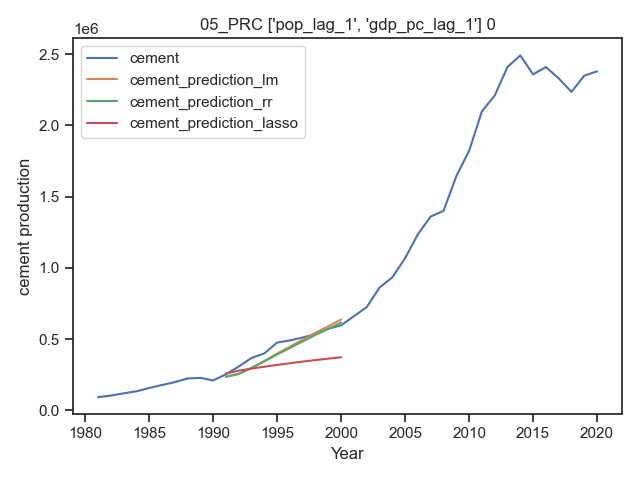 05_PRC ['pop_lag_1', 'gdp_pc_lag_1'] 0
1e6
cement
cement_prediction_lm
cement_prediction_rr
cement_prediction_lasso
2.5
2.0
1.5
1.0
0.5
0.0
cement production
1980
1985
1990
1995
2000
2005
2010
2015
2020
Year